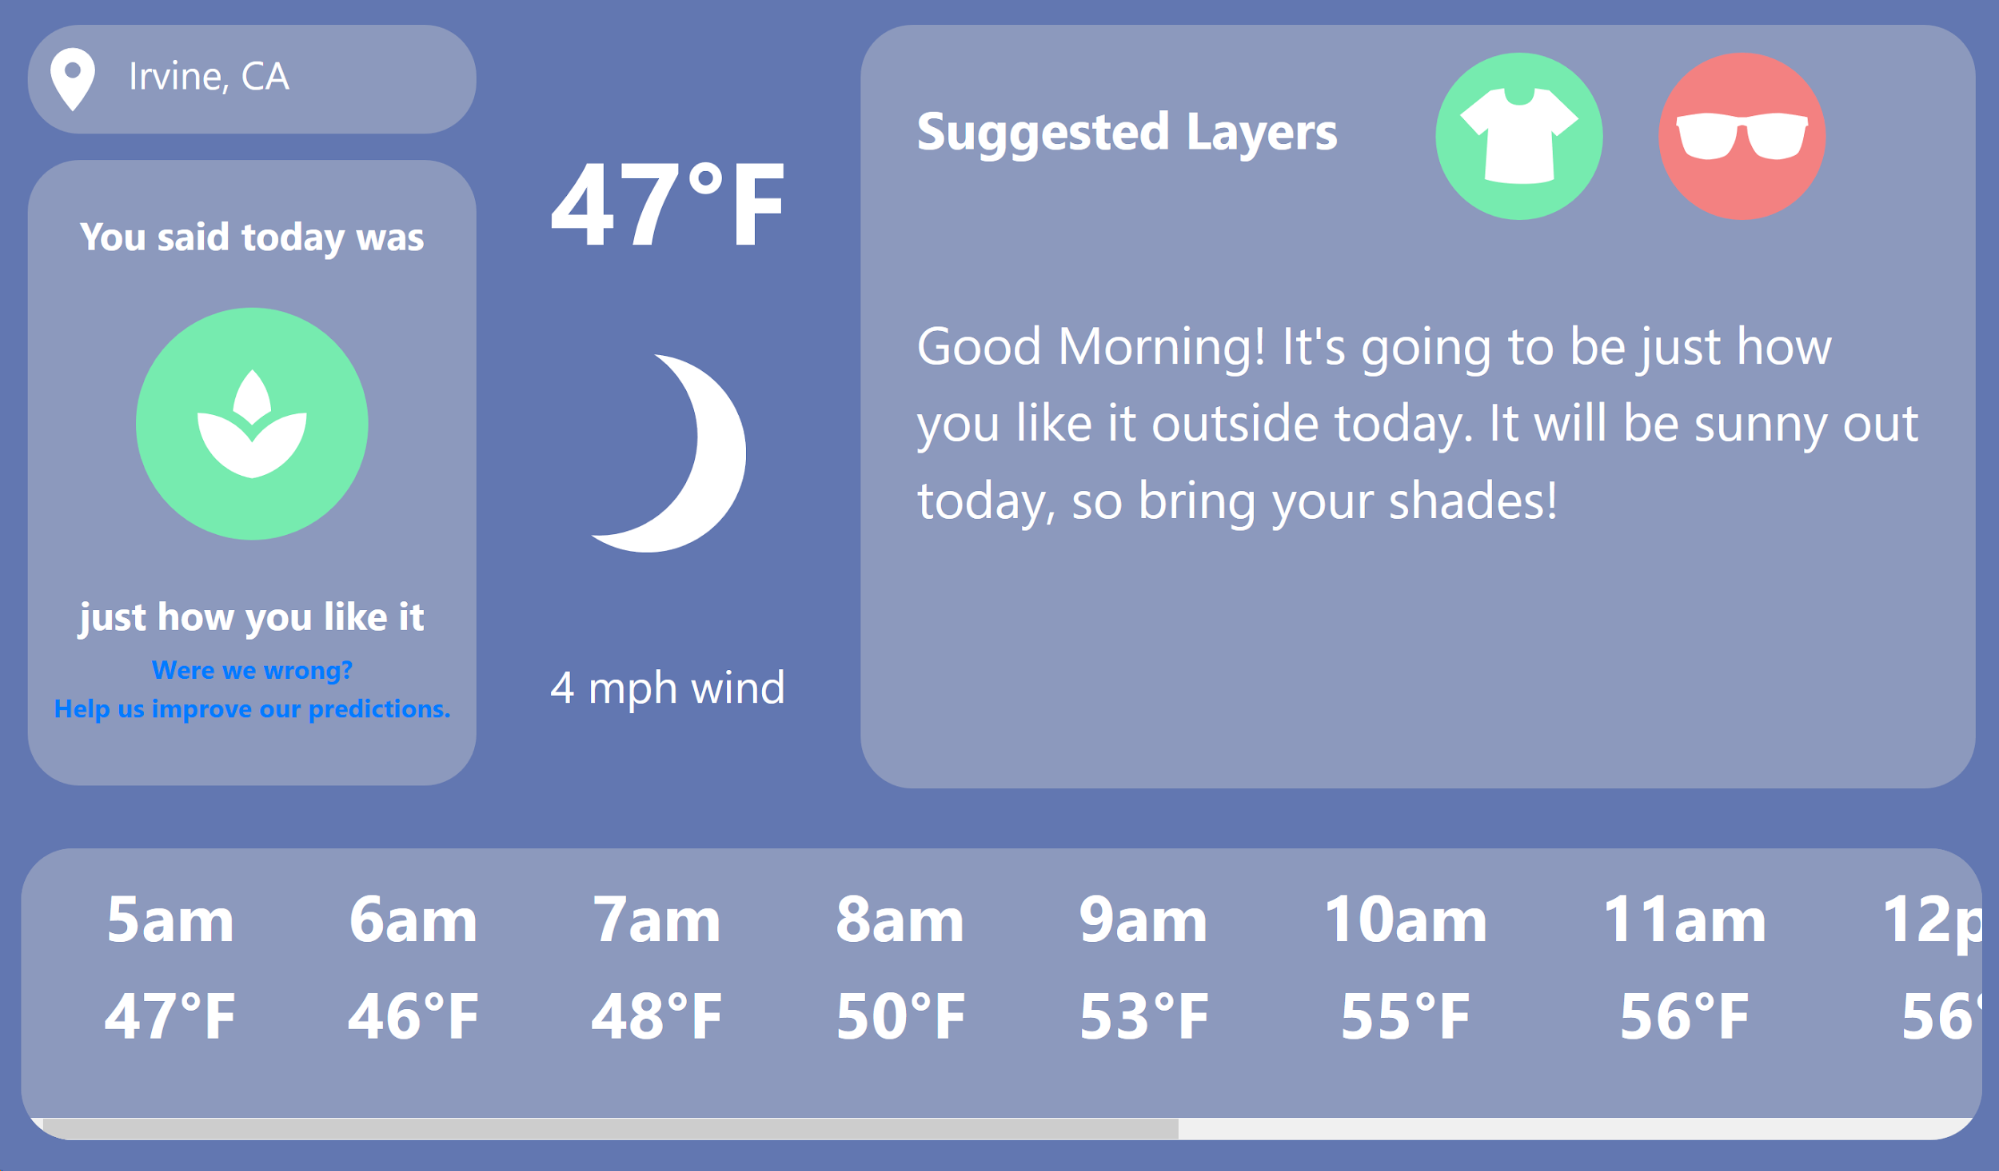 Irvine, CA
You said today was
just how you like it
Were we wrong?
Help us improve our predictions.
47°F
4 mph wind
Suggested Layers
Good Morning! It's going to be just how
you like it outside today. It will be sunny out
today, so bring your shades!
5am 6am 7am 8am 9am 10am 11am 12p
47°F 46°F 48°F 50°F 53°F 55°F 56°F 56°